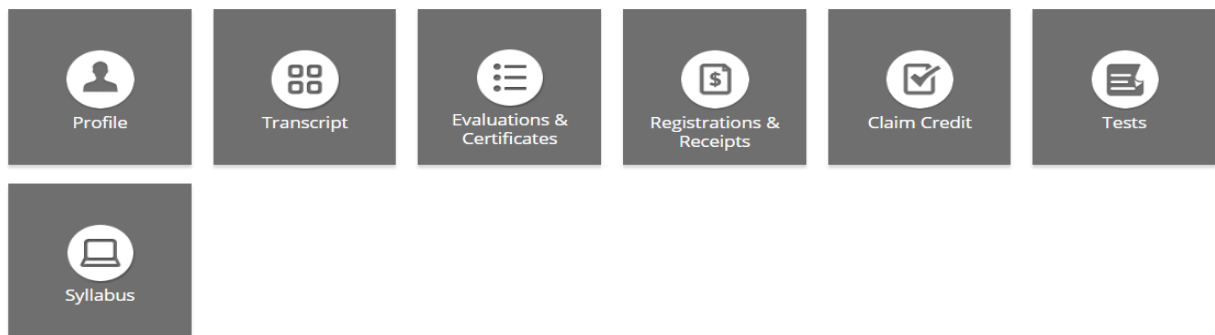 Profile
Transcript
Evaluations &
Certificates
Registrations &
Receipts
Claim Credit
Tests
Syllabus